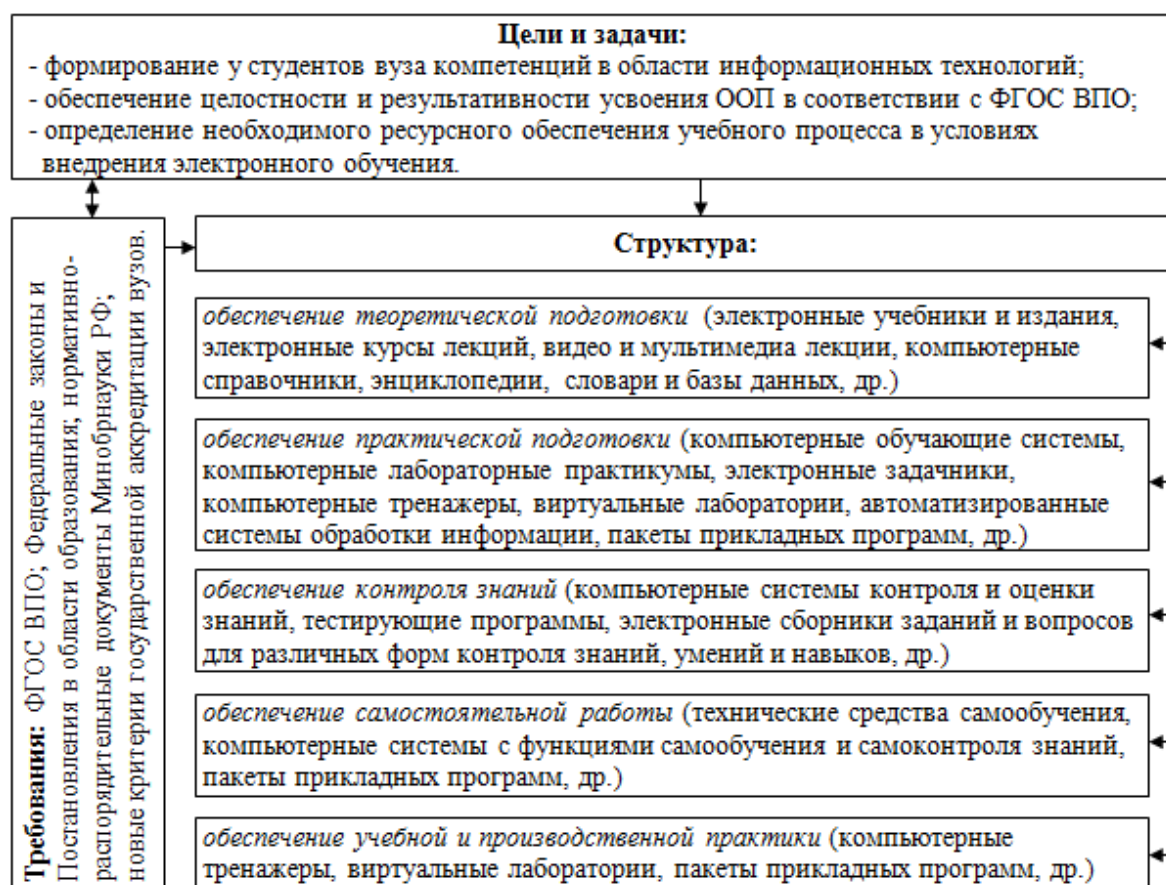 Цели и задачи:
- формирование у студентов вуза компетенций в области информационных технологий;
- обеспечение целостности и результативности усвоения ООП в соответствии с ФГОС ВПО;
- определение необходимого ресурсного обеспечения учебного процесса в условиях
внедрения электронного обучения.
Требования: ФГОС ВПО; Федеральные законы и
Постановления в области образования; нормативно-
распорядительные документы Минобрнауки РФ;
новые критерии государственной аккредитации вузов.
Структура:
обеспечение теоретической подготовки (электронные учебники и издания,
электронные курсы лекций, видео и мультимедиа лекции, компьютерные
справочники, энциклопедии, словари и базы данных, др.)
обеспечение практической подготовки (компьютерные обучающие системы,
компьютерные лабораторные практикумы, электронные задачники,
компьютерные тренажеры, виртуальные лаборатории, автоматизированные
системы обработки информации, пакеты прикладных программ, др.)
обеспечение контроля знаний (компьютерные системы контроля и оценки
знаний, тестирующие программы, электронные сборники заданий и вопросов
для различных форм контроля знаний, умений и навыков, др.)
обеспечение самостоятельной работы (технические средства самообучения,
компьютерные системы с функциями самообучения и самоконтроля знаний,
пакеты прикладных программ, др.)
обеспечение учебной и производственной практики (компьютерные
тренажеры, виртуальные лаборатории, пакеты прикладных программ, др.)